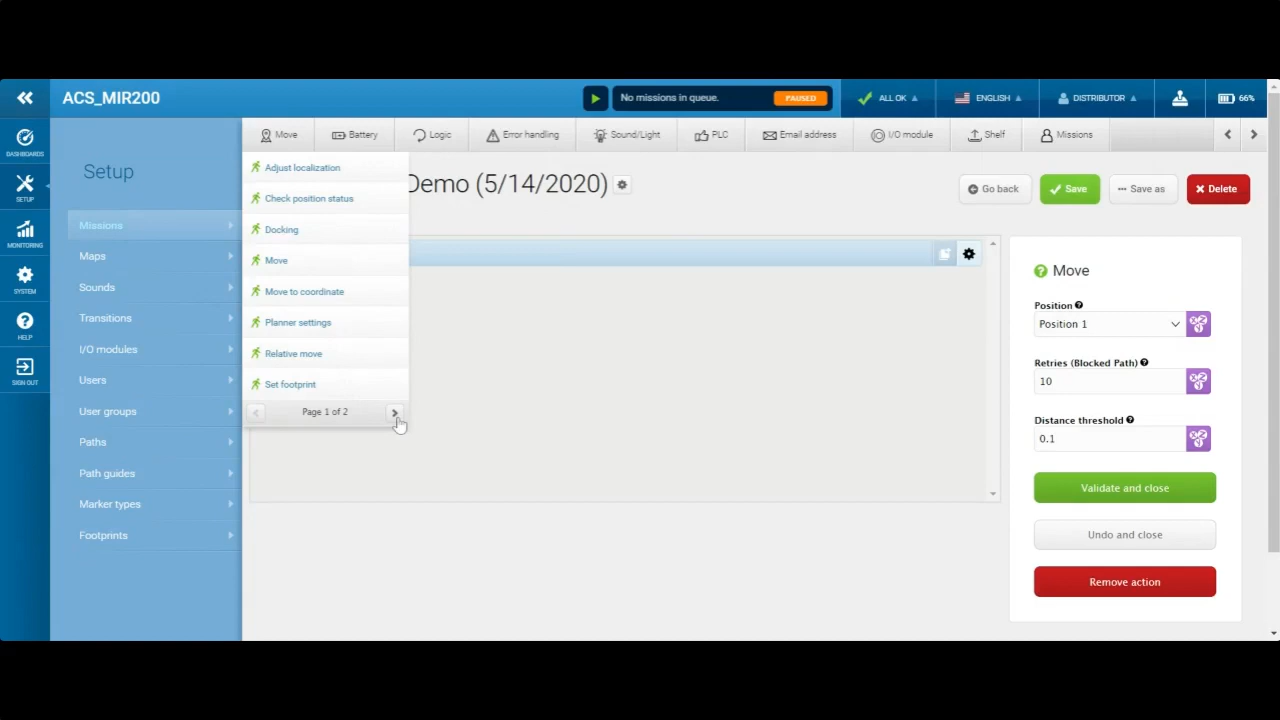 ACS_MIR200
No missions in queue.
PAUSED
ALL OK
ENGLISH
DISTRIBUTOR
66%
DASHBOARDS
SETUP
MONITORING
SYSTEM
HELP
SIGN OUT
Setup
Missions
Maps
Sounds
Transitions
I/O modules
Users
User groups
Paths
Path guides
Marker types
Footprints
Move
Battery
Logic
Error handling
Sound/Light
PLC
Email address
I/O module
Shelf
Missions
Adjust localization
Check position status
Docking
Move
Move to coordinate
Planner settings
Relative move
Set footprint
Page 1 of 2
Demo (5/14/2020)
Go back
Save
Save as
Delete
Move
Position
Position 1
Retries (Blocked Path)
10
Distance threshold
0.1
Validate and close
Undo and close
Remove action